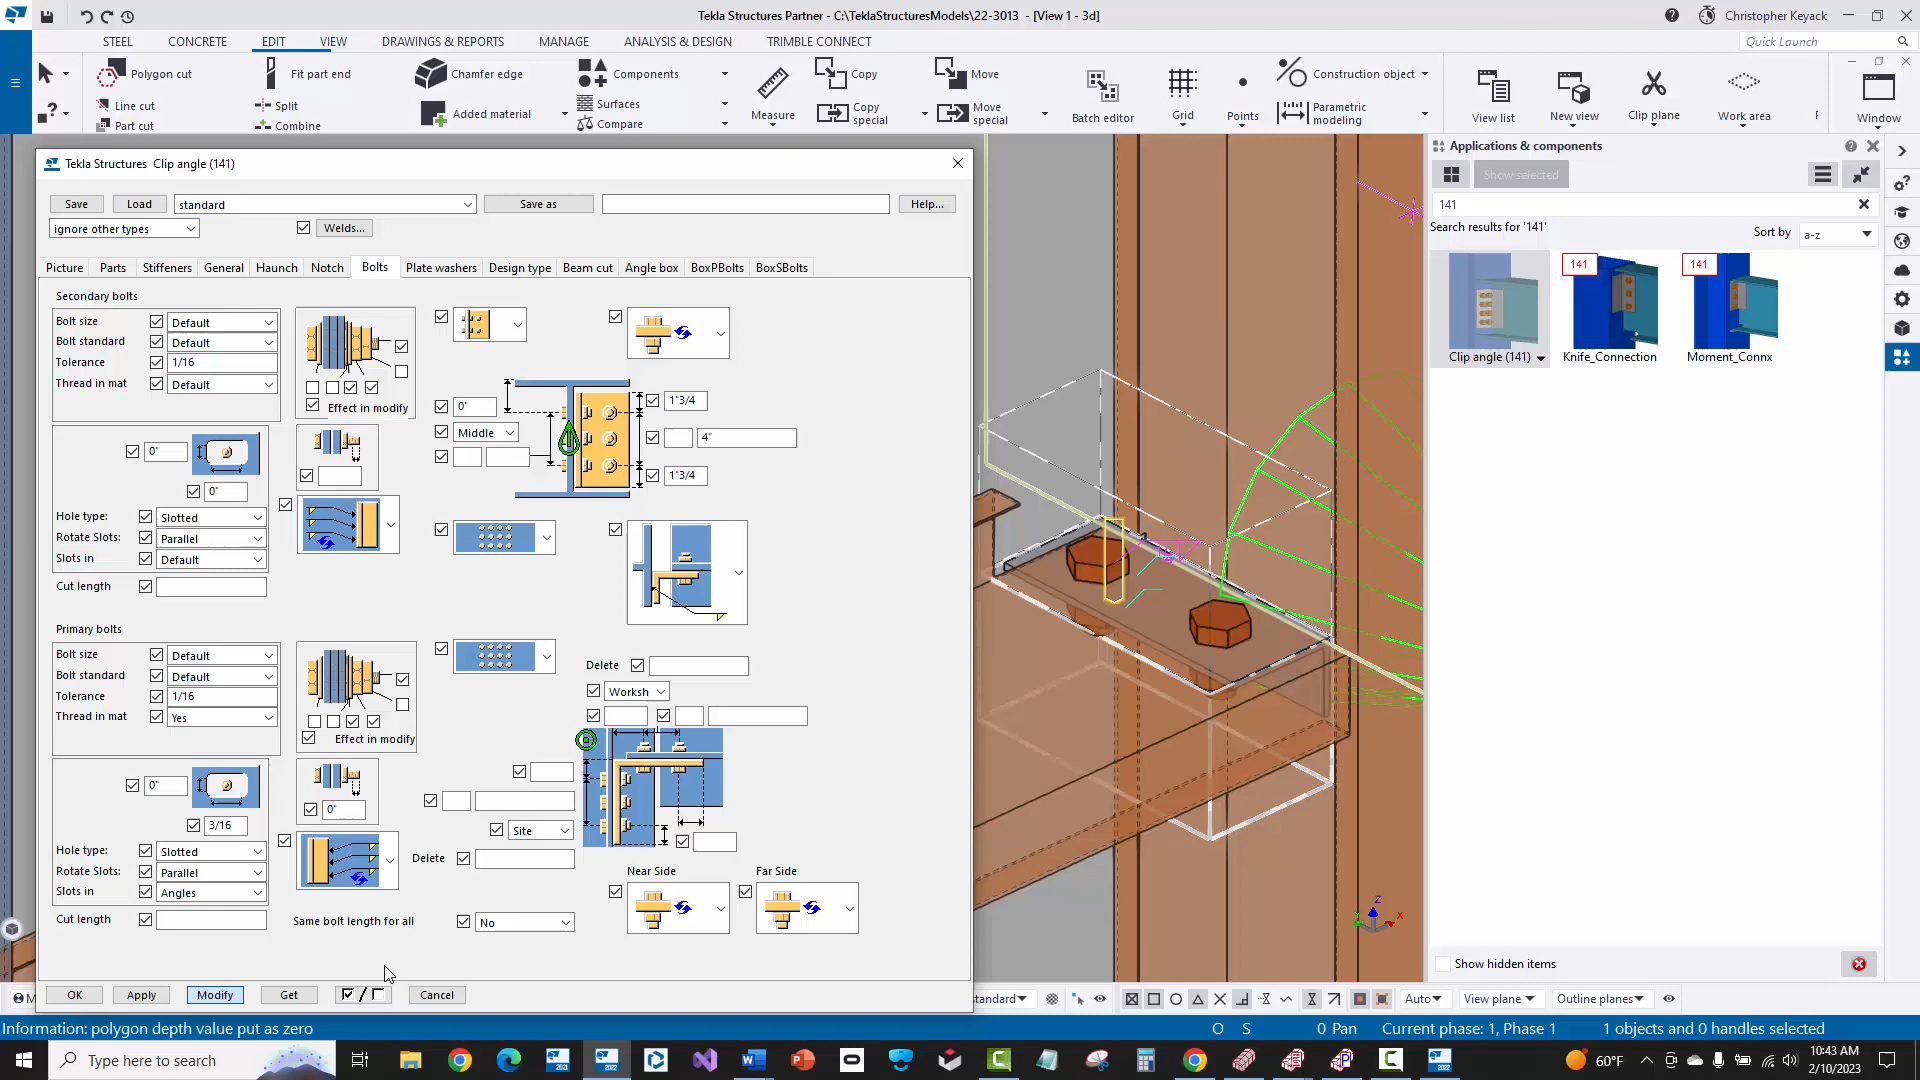 Tekla Structures Partner - C:\TeklaStructuresModels\22-3013 - [View 1 - 3d]
Christopher Keyack
STEEL CONCRETE EDIT VIEW DRAWINGS & REPORTS MANAGE ANALYSIS & DESIGN TRIMBLE CONNECT
Quick Launch
Polygon cut
Line cut
Part cut
Fit part end
Split
Combine
Chamfer edge
Added material
Components
Surfaces
Compare
Measure
Copy
Copy special
Move
Move special
Batch editor
Grid
Points
Construction object
Parametric modeling
View list
New view
Clip plane
Work area
Window
Tekla Structures Clip angle (141)
Save Load standard Save as Help...
ignore other types Welds...
Picture Parts Stiffeners General Haunch Notch Bolts Plate washers Design type Beam cut Angle box BoxPBolts BoxSBolts
Secondary bolts
Bolt size Default
Bolt standard Default
Tolerance 1/16
Thread in mat Default
Effect in modify
0"
0"
Hole type: Slotted
Rotate Slots: Parallel
Slots in Default
Cut length
0"
Middle
1"3/4
4"
1"3/4
Primary bolts
Bolt size Default
Bolt standard Default
Tolerance 1/16
Thread in mat Yes
Effect in modify
0"
3/16
0"
Hole type: Slotted
Rotate Slots: Parallel
Slots in Angles
Cut length
Delete
Worksh
Site
Delete
Near Side Far Side
Same bolt length for all No
OK Apply Modify Get / Cancel
Applications & components
Show selected
141
Search results for '141'
Sort by a-z
141 141
Clip angle (141) Knife_Connection Moment_Connx
Show hidden items
Z
X
Auto View plane Outline planes
Information: polygon depth value put as zero
O S 0 Pan Current phase: 1, Phase 1 1 objects and 0 handles selected
Type here to search
60°F
10:43 AM
2/10/2023